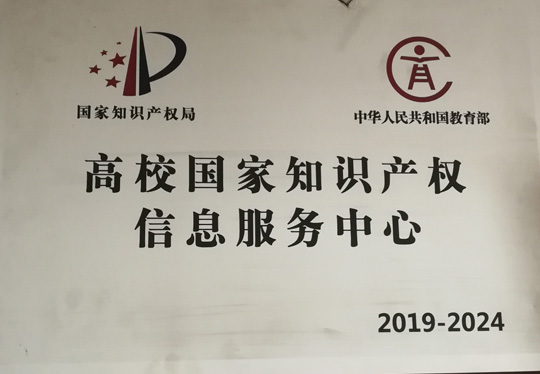 国家知识产权局
中华人民共和国教育部
高校国家知识产权
信息服务中心
2019-2024